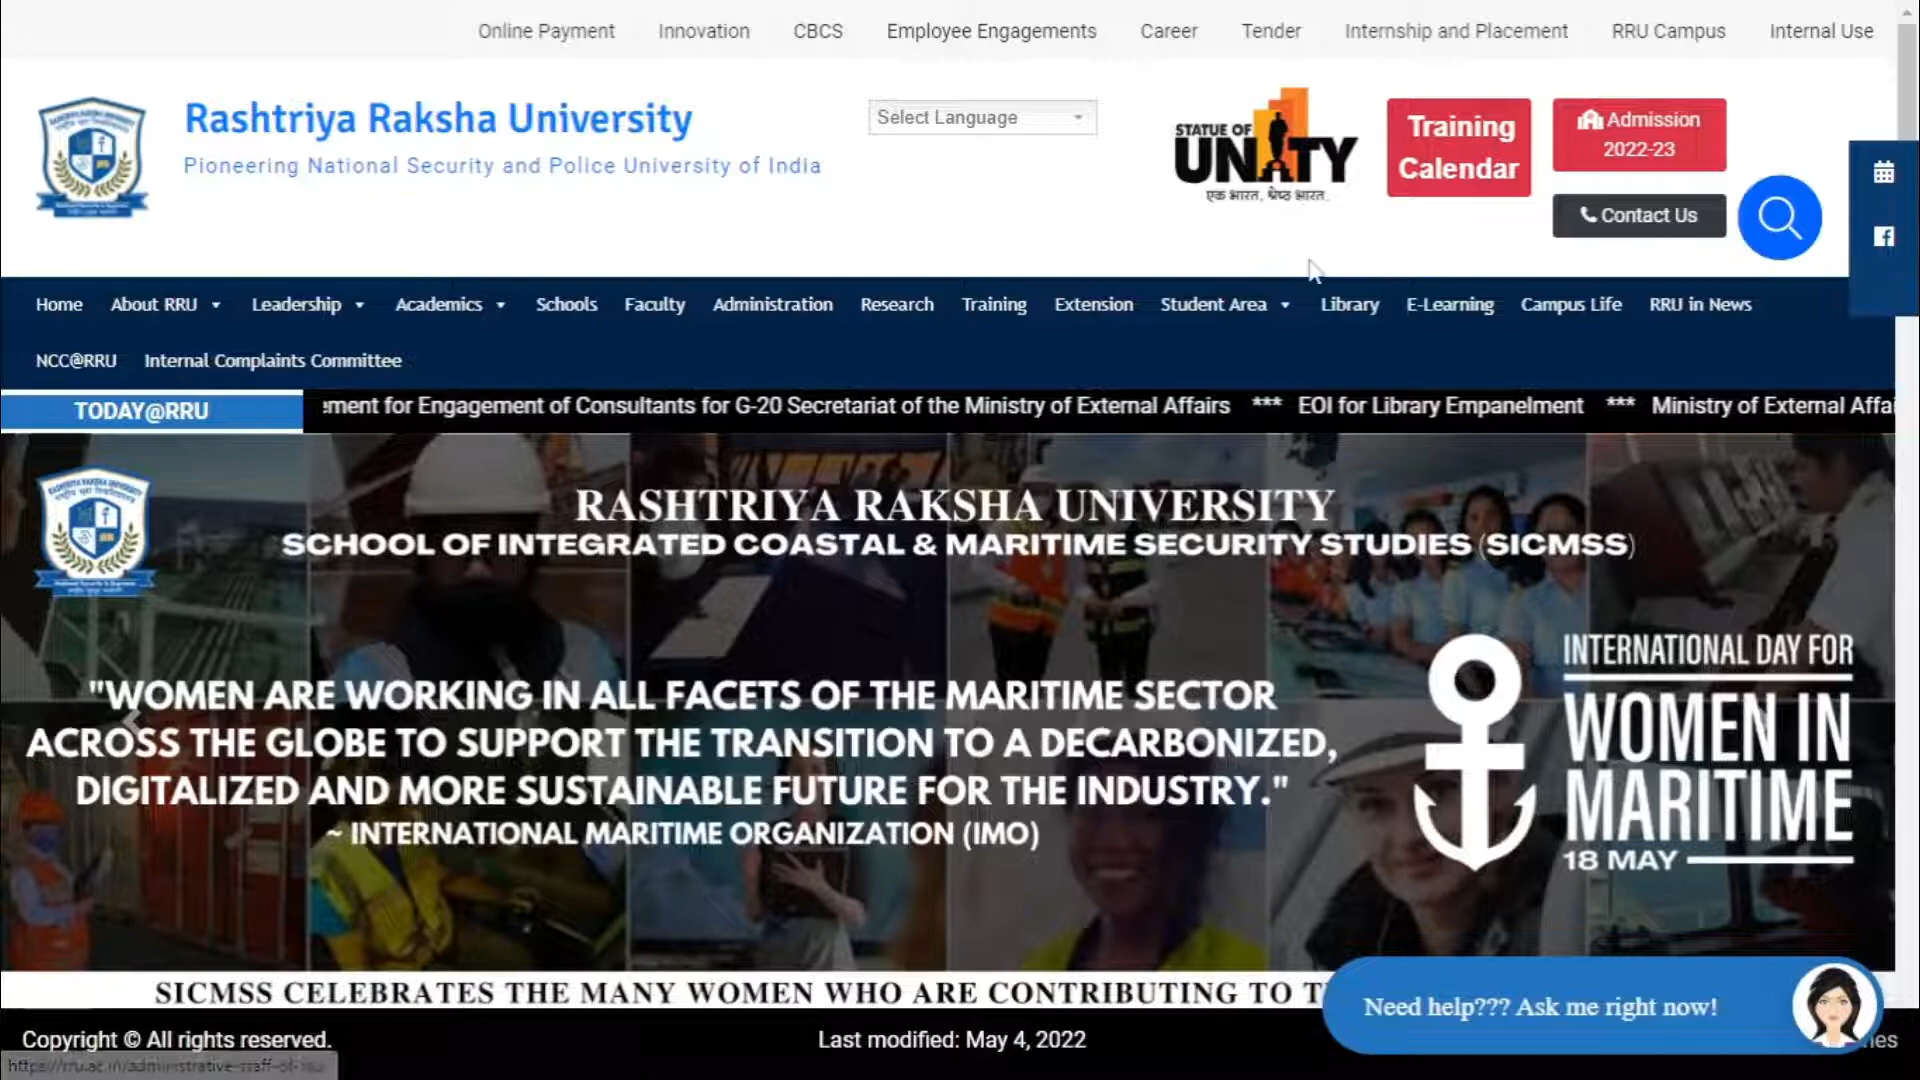 Online Payment Innovation CBCS Employee Engagements Career Tender Internship and Placement RRU Campus Internal Use
Rashtriya Raksha University
Pioneering National Security and Police University of India
Select Language
STATUE OF
UNITY
एक भारत, श्रेष्ठ भारत.
Training
Calendar
Admission
2022-23
Contact Us
Home About RRU Leadership Academics Schools Faculty Administration Research Training Extension Student Area Library E-Learning Campus Life RRU in News
NCC@RRU Internal Complaints Committee
TODAY@RRU
ment for Engagement of Consultants for G-20 Secretariat of the Ministry of External Affairs *** EOI for Library Empanelment *** Ministry of External Affai
RASHTRIYA RAKSHA UNIVERSITY
SCHOOL OF INTEGRATED COASTAL & MARITIME SECURITY STUDIES (SICMSS)
"WOMEN ARE WORKING IN ALL FACETS OF THE MARITIME SECTOR
ACROSS THE GLOBE TO SUPPORT THE TRANSITION TO A DECARBONIZED,
DIGITALIZED AND MORE SUSTAINABLE FUTURE FOR THE INDUSTRY."
~ INTERNATIONAL MARITIME ORGANIZATION (IMO)
INTERNATIONAL DAY FOR
WOMEN IN
MARITIME
18 MAY
SICMSS CELEBRATES THE MANY WOMEN WHO ARE CONTRIBUTING TO T
Need help??? Ask me right now!
Copyright © All rights reserved.
Last modified: May 4, 2022